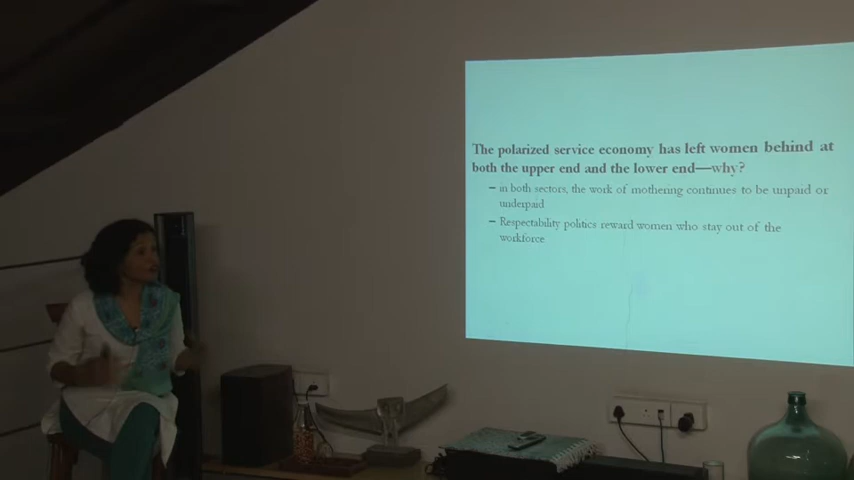 The polarized service economy has left women behind at
both the upper end and the lower end—why?
– in both sectors, the work of mothering continues to be unpaid or
underpaid
– Respectability politics reward women who stay out of the
workforce